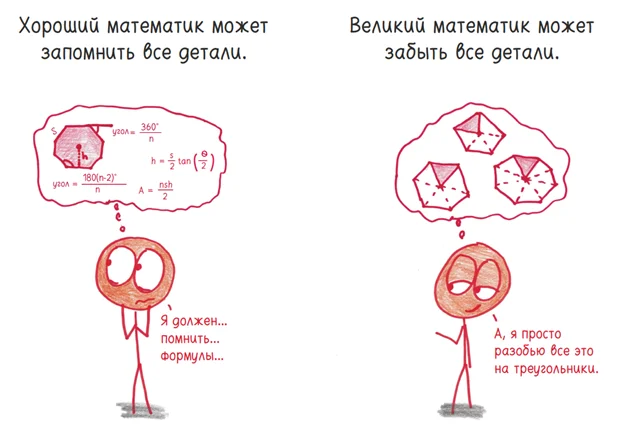 Хороший математик может
запомнить все детали.
Великий математик может
забыть все детали.
S
угол = 360° / n
h
h = s/2 tan (θ/2)
угол = 180(n-2)° / n
A = nsh / 2
Я должен...
помнить...
формулы...
А, я просто
разобью все это
на треугольники.